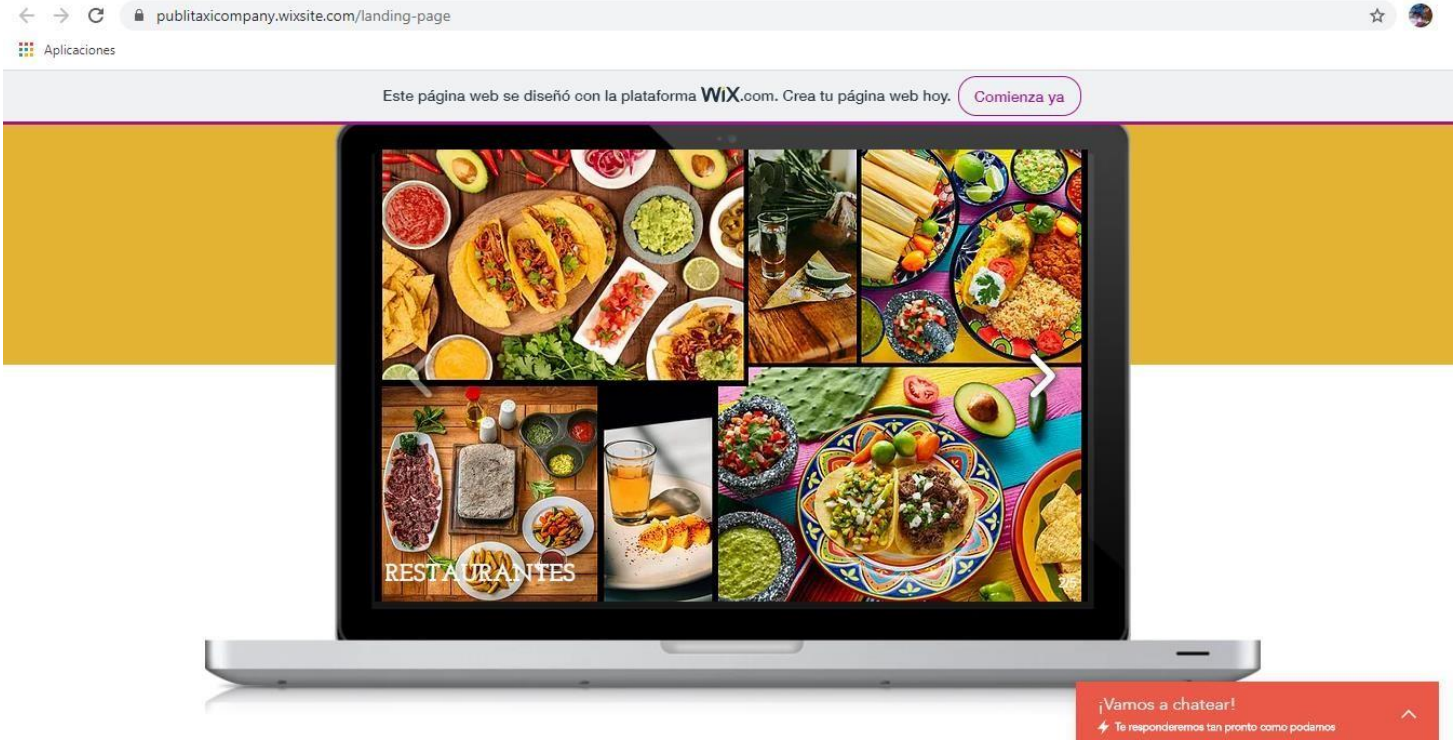 publitaxicompany.wixsite.com/landing-page
Aplicaciones
Este página web se diseñó con la plataforma WiX.com. Crea tu página web hoy. Comienza ya
RESTAURANTES
2/5
¡Vamos a chatear!
Te responderemos tan pronto como podamos